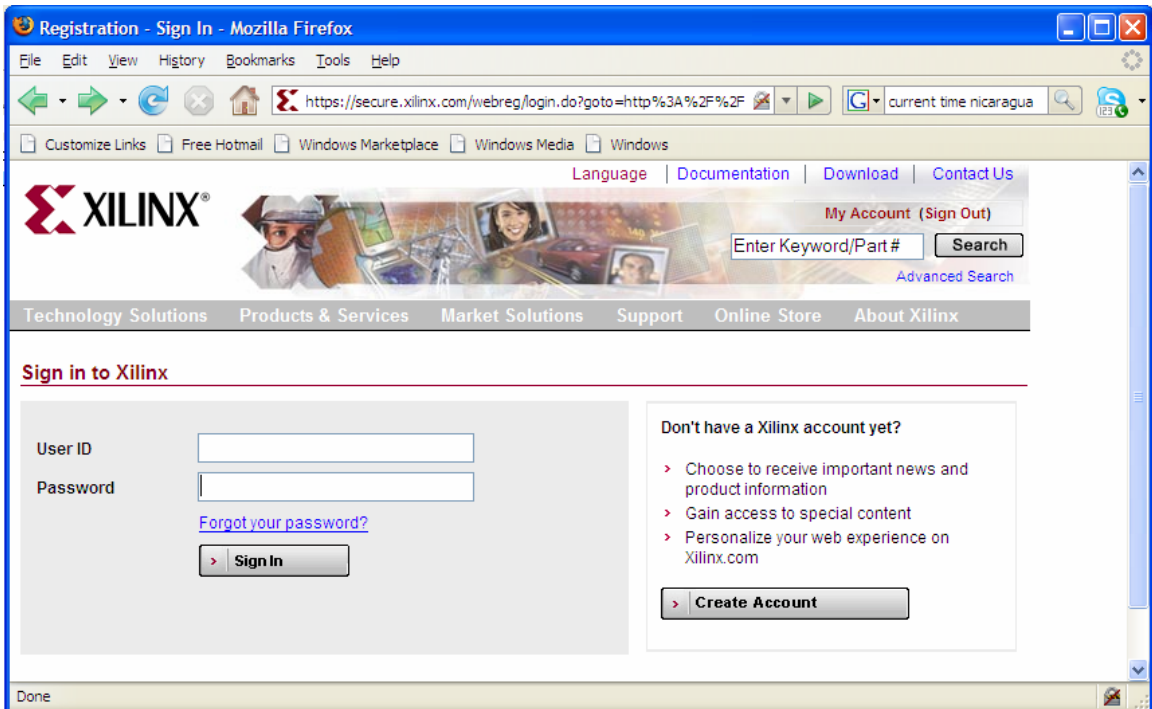 Registration - Sign In - Mozilla Firefox
File Edit View History Bookmarks Tools Help
https://secure.xilinx.com/webreg/login.do?goto=http%3A%2F%2F G current time nicaragua 123
Customize Links Free Hotmail Windows Marketplace Windows Media Windows
Language | Documentation | Download | Contact Us
XILINX®
My Account (Sign Out)
Enter Keyword/Part # Search
Advanced Search
Technology Solutions Products & Services Market Solutions Support Online Store About Xilinx
Sign in to Xilinx
User ID
Password
Forgot your password?
Sign In
Don't have a Xilinx account yet?
Choose to receive important news and
product information
Gain access to special content
Personalize your web experience on
Xilinx.com
Create Account
Done